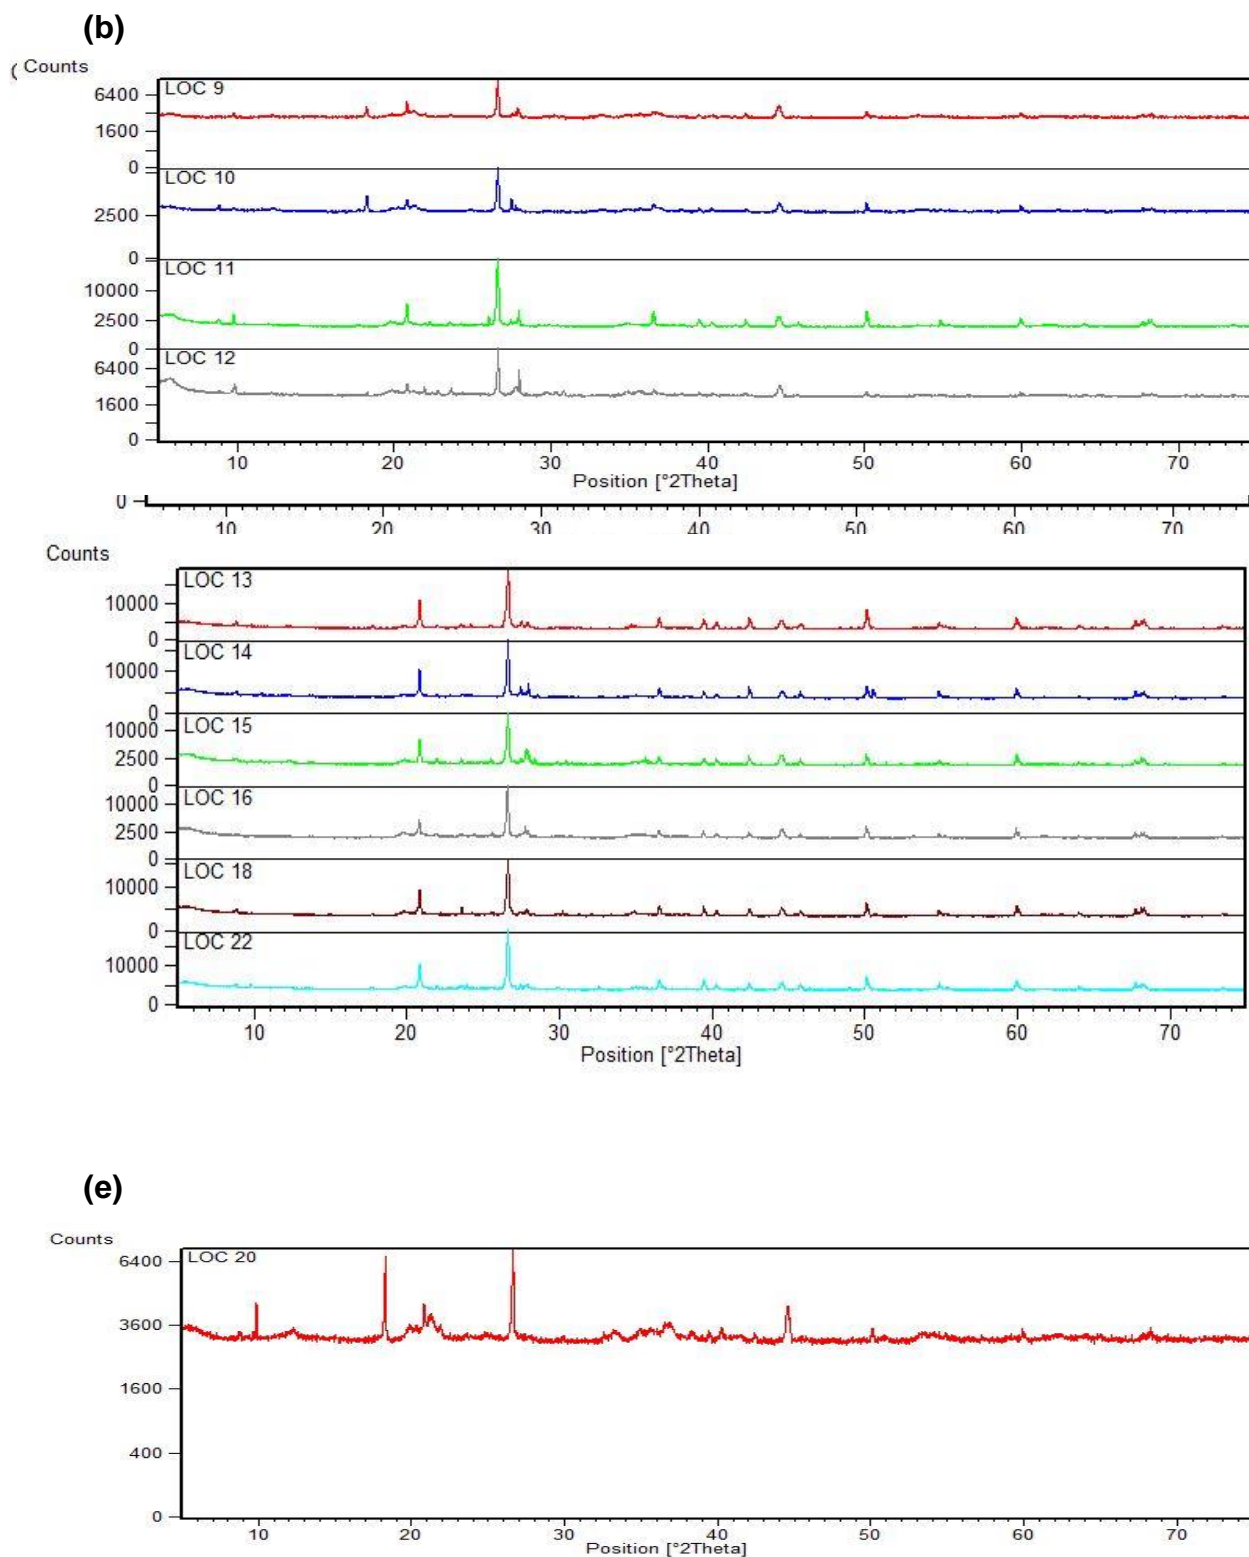 (b)
( Counts
LOC 9
6400
1600
0
LOC 10
2500
0
LOC 11
10000
2500
0
LOC 12
6400
1600
0
10 20 30 40 50 60 70
Position [°2Theta]
0
10 20 30 40 50 60 70
Counts
LOC 13
10000
0
LOC 14
10000
0
LOC 15
10000
2500
0
LOC 16
10000
2500
0
LOC 18
10000
0
LOC 22
10000
0
10 20 30 40 50 60 70
Position [°2Theta]
(e)
Counts
LOC 20
6400
3600
1600
400
0
10 20 30 40 50 60 70
Position [°2Theta]